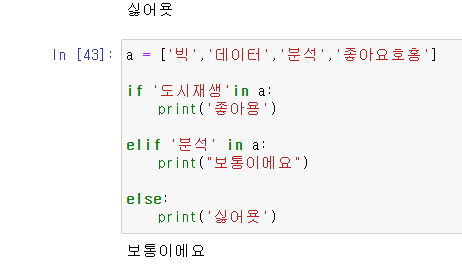 싫어욧
In [43]: a = ['빅','데이터','분석','좋아요호홍']
if '도시재생'in a:
    print('좋아용')
elif '분석' in a:
    print("보통이에요")
else:
    print('싫어욧')
보통이에요